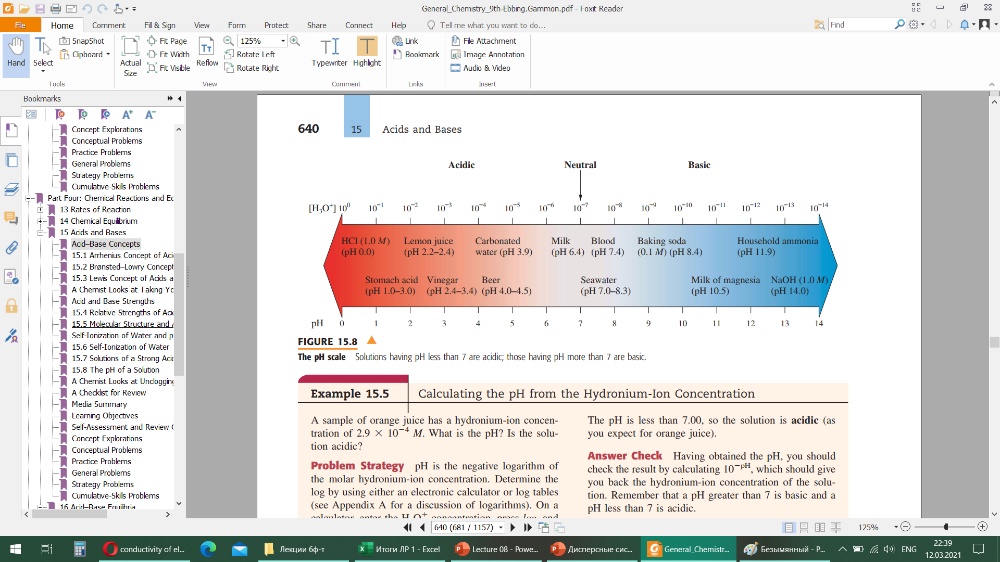 General_Chemistry_9th-Ebbing.Gammon.pdf - Foxit Reader
File Home Comment Fill & Sign View Form Protect Share Connect Help Tell me what you want to do... Find
Hand
Select
SnapShot
Clipboard
Tools
Actual Size
Fit Page
Fit Width
Fit Visible
Reflow
125%
Rotate Left
Rotate Right
View
Typewriter
Highlight
Comment
Link
Bookmark
Links
File Attachment
Image Annotation
Audio & Video
Insert
Bookmarks
Concept Explorations
Conceptual Problems
Practice Problems
General Problems
Strategy Problems
Cumulative-Skills Problems
Part Four: Chemical Reactions and Ec
13 Rates of Reaction
14 Chemical Equilibrium
15 Acids and Bases
Acid–Base Concepts
15.1 Arrhenius Concept of Aci
15.2 Brønsted–Lowry Concept
15.3 Lewis Concept of Acids a
A Chemist Looks at Taking Yo
Acid and Base Strengths
15.4 Relative Strengths of Acid
15.5 Molecular Structure and A
Self-Ionization of Water and p
15.6 Self-Ionization of Water
15.7 Solutions of a Strong Acid
15.8 The pH of a Solution
A Chemist Looks at Unclogging
A Checklist for Review
Media Summary
Learning Objectives
Self-Assessment and Review Q
Concept Explorations
Conceptual Problems
Practice Problems
General Problems
Strategy Problems
Cumulative-Skills Problems
16 Acid–Base Equilibria
640 15 Acids and Bases
Acidic Neutral Basic
[H₃O⁺] 10⁰ 10⁻¹ 10⁻² 10⁻³ 10⁻⁴ 10⁻⁵ 10⁻⁶ 10⁻⁷ 10⁻⁸ 10⁻⁹ 10⁻¹⁰ 10⁻¹¹ 10⁻¹² 10⁻¹³ 10⁻¹⁴
HCl (1.0 M) Lemon juice Carbonated Milk Blood Baking soda Household ammonia
(pH 0.0) (pH 2.2–2.4) water (pH 3.9) (pH 6.4) (pH 7.4) (0.1 M) (pH 8.4) (pH 11.9)
Stomach acid Vinegar Beer Seawater Milk of magnesia NaOH (1.0 M)
(pH 1.0–3.0) (pH 2.4–3.4) (pH 4.0–4.5) (pH 7.0–8.3) (pH 10.5) (pH 14.0)
pH 0 1 2 3 4 5 6 7 8 9 10 11 12 13 14
FIGURE 15.8
The pH scale Solutions having pH less than 7 are acidic; those having pH more than 7 are basic.
Example 15.5 Calculating the pH from the Hydronium-Ion Concentration
A sample of orange juice has a hydronium-ion concen-
tration of 2.9 × 10⁻⁴ M. What is the pH? Is the solu-
tion acidic?
Problem Strategy pH is the negative logarithm of
the molar hydronium-ion concentration. Determine the
log by using either an electronic calculator or log tables
(see Appendix A for a discussion of logarithms). On a
calculator, enter the H₃O⁺ concentration, press log, and
The pH is less than 7.00, so the solution is acidic (as
you expect for orange juice).
Answer Check Having obtained the pH, you should
check the result by calculating 10⁻ᵖᴴ, which should give
you back the hydronium-ion concentration of the solu-
tion. Remember that a pH greater than 7 is basic and a
pH less than 7 is acidic.
640 (681 / 1157) 125%
conductivity of el... Лекции 6ф-т Итоги ЛР 1 - Excel Lecture 08 - Powe... Дисперсные сис... General_Chemistr... Безымянный - P... ENG
22:39
12.03.2021